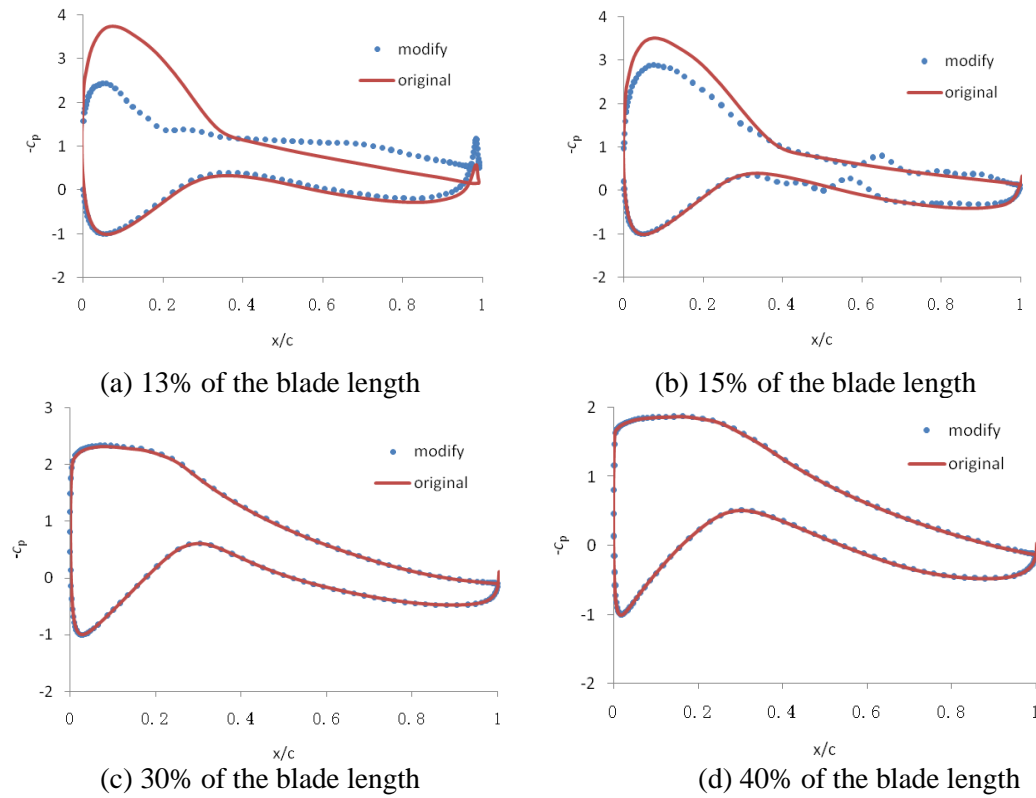 4
3
2
1
0
-1
-2
-cp
modify
original
0
0.2
0.4
0.6
0.8
1
x/c
(a) 13% of the blade length
4
3
2
1
0
-1
-2
-cp
modify
original
0
0.2
0.4
0.6
0.8
1
x/c
(b) 15% of the blade length
3
2
1
0
-1
-2
-cp
modify
original
0
0.2
0.4
0.6
0.8
1
x/c
(c) 30% of the blade length
2
1
0
-1
-2
-cp
modify
original
0
0.2
0.4
0.6
0.8
1
x/c
(d) 40% of the blade length